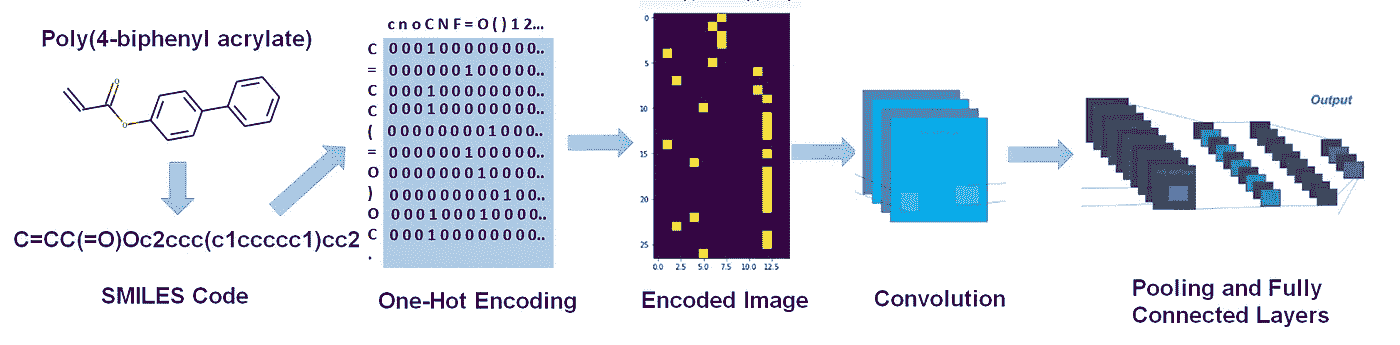 Poly(4-biphenyl acrylate)
O
O
C=CC(=O)Oc2ccc(c1ccccc1)cc2
SMILES Code
c n o C N F = O ( ) 1 2...
C 0 0 0 1 0 0 0 0 0 0 0 0 0..
= 0 0 0 0 0 0 1 0 0 0 0 0..
C 0 0 0 1 0 0 0 0 0 0 0 0 0..
C 0 0 0 1 0 0 0 0 0 0 0 0 0..
( 0 0 0 0 0 0 0 0 1 0 0 0..
= 0 0 0 0 0 0 1 0 0 0 0 0..
O 0 0 0 0 0 0 0 1 0 0 0 0..
) 0 0 0 0 0 0 0 0 0 1 0 0..
O 0 0 0 1 0 0 0 1 0 0 0 0 0..
C 0 0 0 1 0 0 0 0 0 0 0 0 0..
.
One-Hot Encoding
0
5
10
15
20
25
0.0 2.5 5.0 7.5 10.0 12.5
Encoded Image
Convolution
Output
Pooling and Fully
Connected Layers